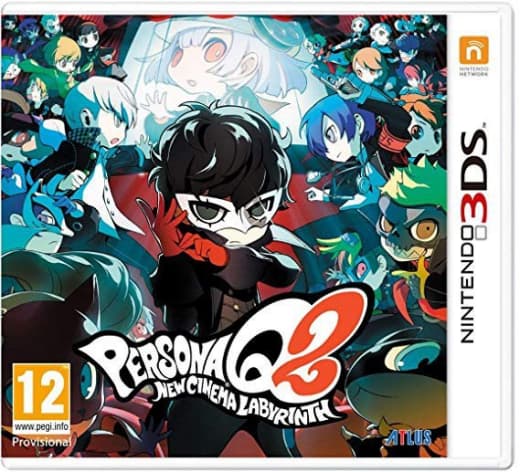 NINTENDO
NETWORK
NINTENDO 3DS
PERSONA Q2
NEW CINEMA LABYRINTH
12
www.pegi.info
Provisional
ATLUS